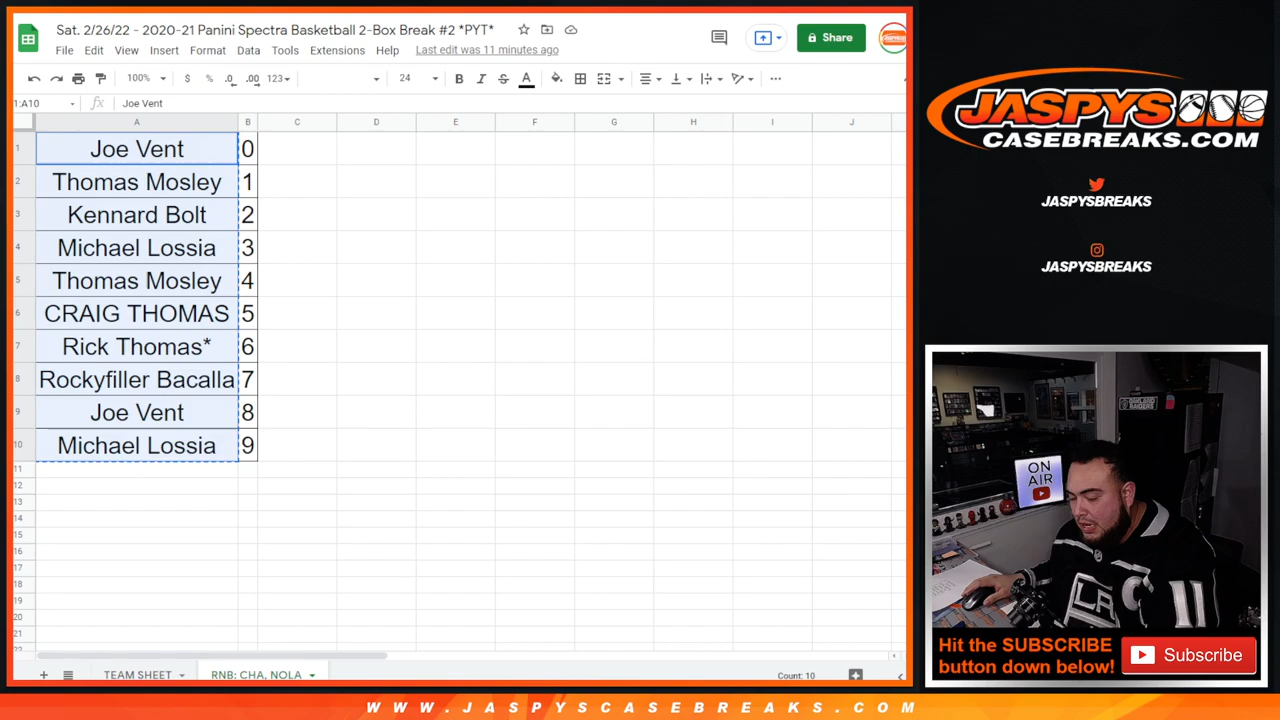 Sat. 2/26/22 - 2020-21 Panini Spectra Basketball 2-Box Break #2 *PYT*
File Edit View Insert Format Data Tools Extensions Help Last edit was 11 minutes ago
Share
100% $ % .0 .00 123 24 B I S A
1:A10 fx Joe Vent
A B C D E F G H I J
1 Joe Vent 0
2 Thomas Mosley 1
3 Kennard Bolt 2
4 Michael Lossia 3
5 Thomas Mosley 4
6 CRAIG THOMAS 5
7 Rick Thomas* 6
8 Rockyfiller Bacalla 7
9 Joe Vent 8
10 Michael Lossia 9
11
12
13
14
15
16
17
18
19
20
21
TEAM SHEET RNB: CHA, NOLA Count: 10
JASPYS
CASEBREAKS.COM
JASPYSBREAKS
JASPYSBREAKS
OAKLAND
RAIDERS
ON
AIR
LA
C
11
Hit the SUBSCRIBE
button down below!
Subscribe
WWW.JASPYSCASEBREAKS.COM